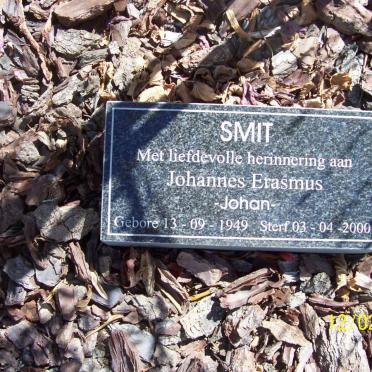 SMIT
Met liefdevolle herinnering aan
Johannes Erasmus
-Johan-
Gebore 13 - 09 - 1949 Sterf 03 - 04 - 2000